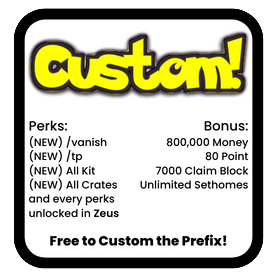 Custom!
Perks:
(NEW) /vanish
(NEW) /tp
(NEW) All Kit
(NEW) All Crates
and every perks
unlocked in Zeus
Bonus:
800,000 Money
80 Point
7000 Claim Block
Unlimited Sethomes
Free to Custom the Prefix!